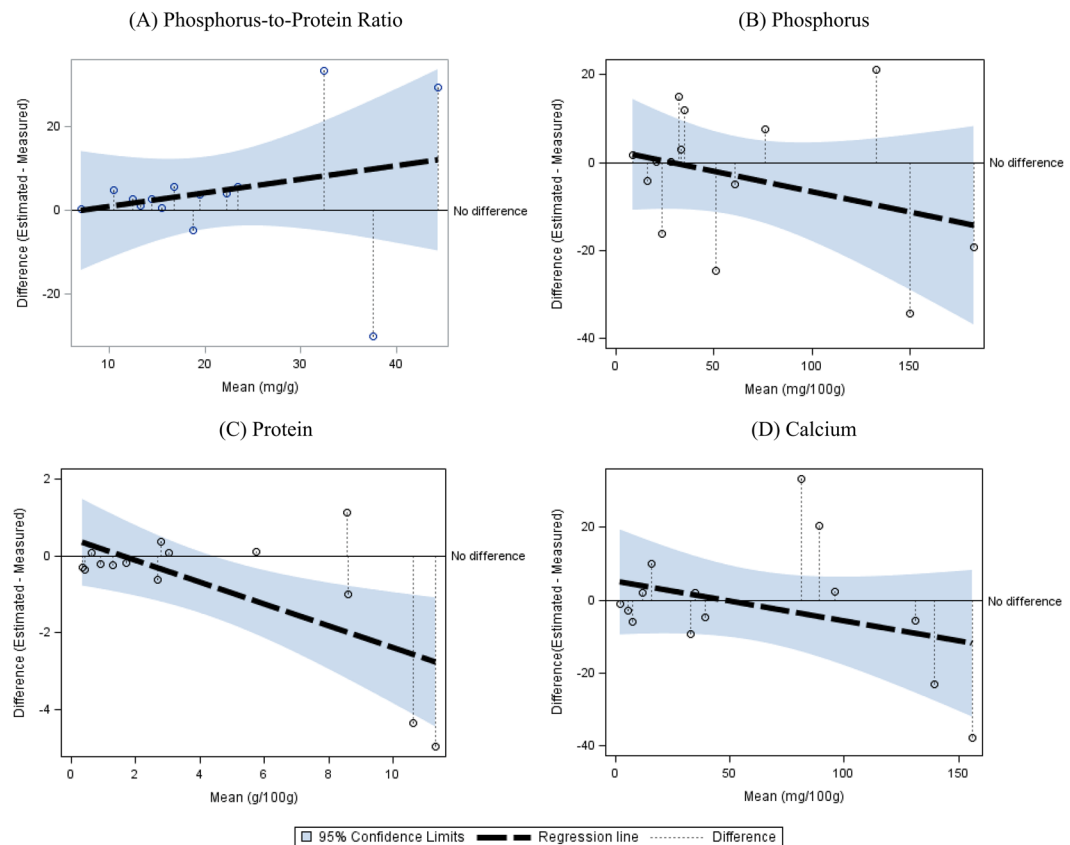 (A) Phosphorus-to-Protein Ratio
Difference (Estimated - Measured)
20
0
-20
No difference
10 20 30 40
Mean (mg/g)
(B) Phosphorus
Difference (Estimated - Measured)
20
0
-20
-40
No difference
0 50 100 150
Mean (mg/100g)
(C) Protein
Difference (Estimated - Measured)
2
0
-2
-4
No difference
0 2 4 6 8 10
Mean (g/100g)
(D) Calcium
Difference(Estimated - Measured)
20
0
-20
-40
No difference
0 50 100 150
Mean (mg/100g)
95% Confidence Limits Regression line Difference